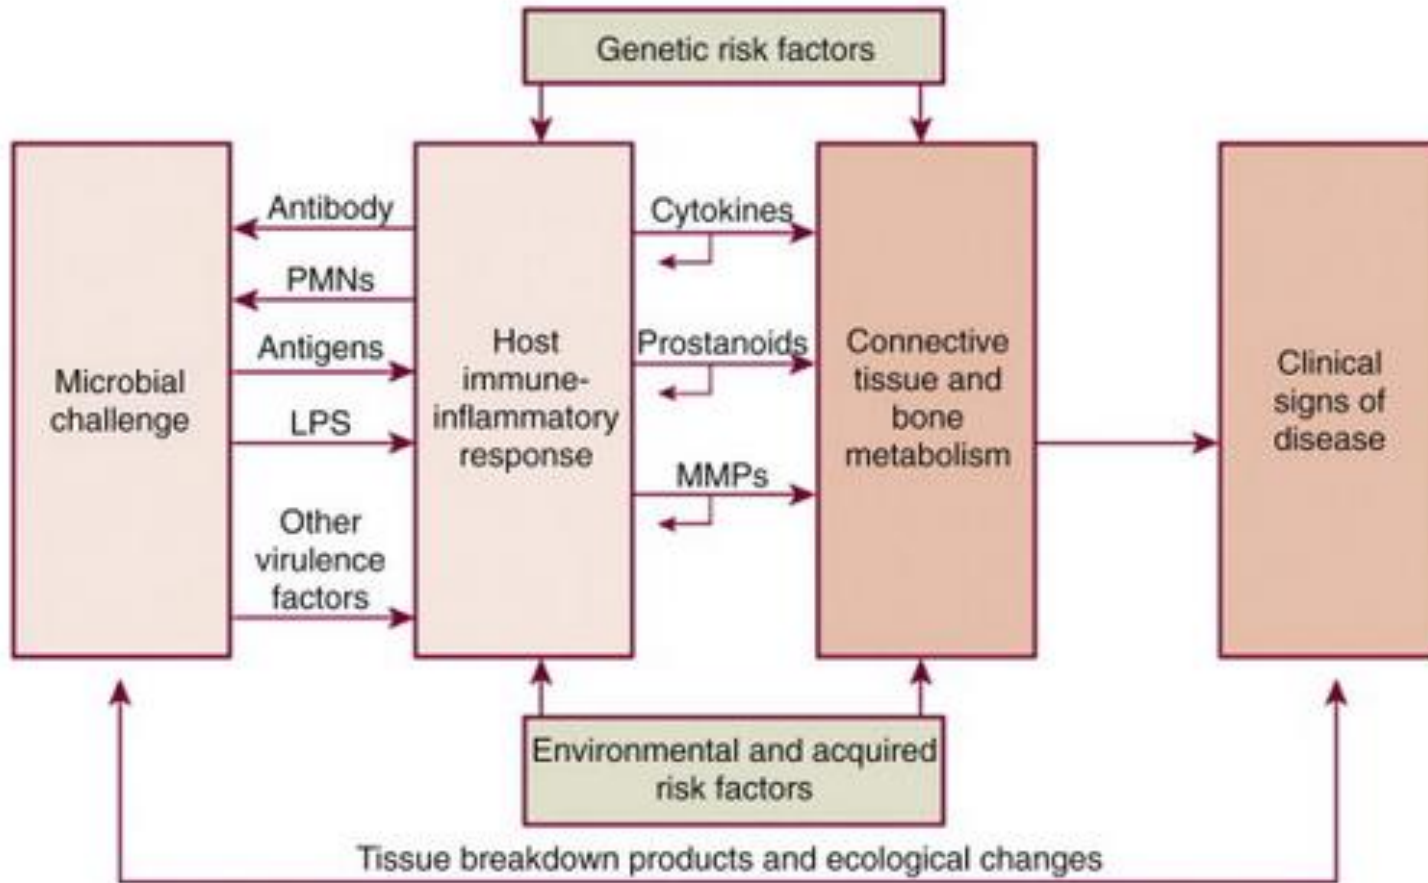 Genetic risk factors
Microbial
challenge
Antibody
PMNs
Antigens
LPS
Other
virulence
factors
Host
immune-
inflammatory
response
Cytokines
Prostanoids
MMPs
Connective
tissue and
bone
metabolism
Clinical
signs of
disease
Environmental and acquired
risk factors
Tissue breakdown products and ecological changes